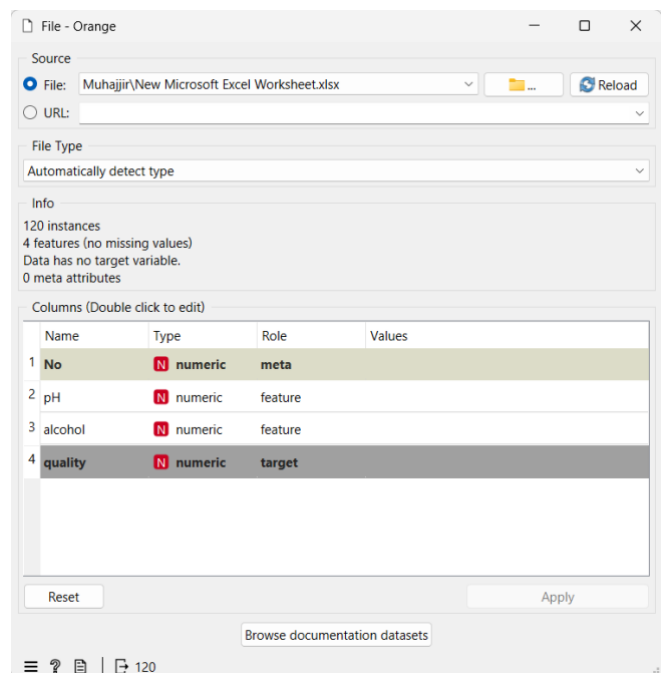 File - Orange
Source
File: Muhajjir\New Microsoft Excel Worksheet.xlsx ... Reload
URL:
File Type
Automatically detect type
Info
120 instances
4 features (no missing values)
Data has no target variable.
0 meta attributes
Columns (Double click to edit)
Name Type Role Values
1 No N numeric meta
2 pH N numeric feature
3 alcohol N numeric feature
4 quality N numeric target
Reset Apply
Browse documentation datasets
? 120